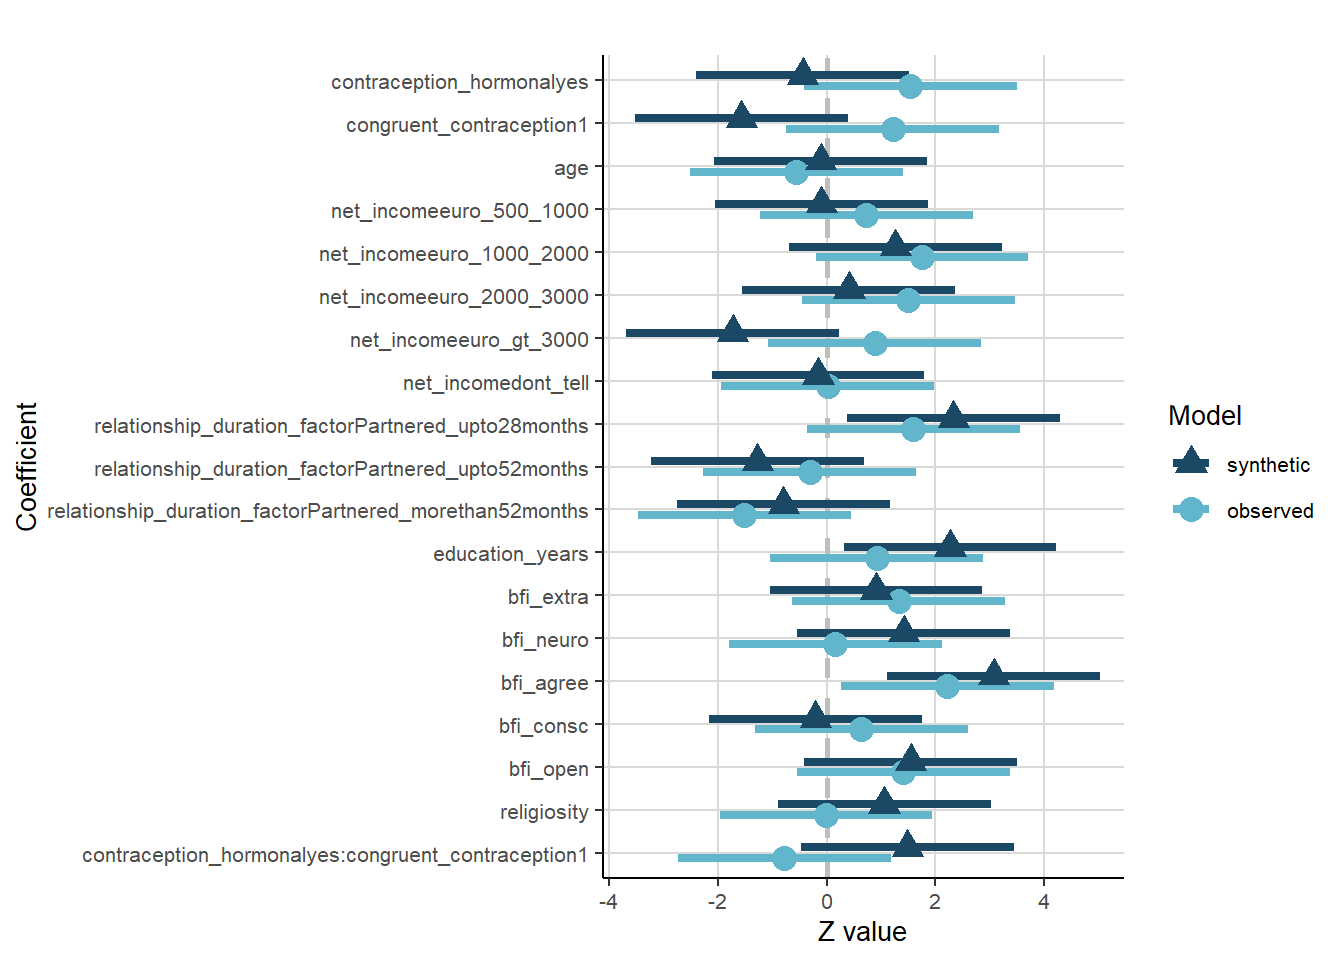 contraception_hormonalyes
congruent_contraception1
age
net_incomeeuro_500_1000
net_incomeeuro_1000_2000
net_incomeeuro_2000_3000
net_incomeeuro_gt_3000
net_incomedont_tell
relationship_duration_factorPartnered_upto28months
relationship_duration_factorPartnered_upto52months
relationship_duration_factorPartnered_morethan52months
education_years
bfi_extra
bfi_neuro
bfi_agree
bfi_consc
bfi_open
religiosity
contraception_hormonalyes:congruent_contraception1
Coefficient
-4 -2 0 2 4
Z value
Model
synthetic
observed